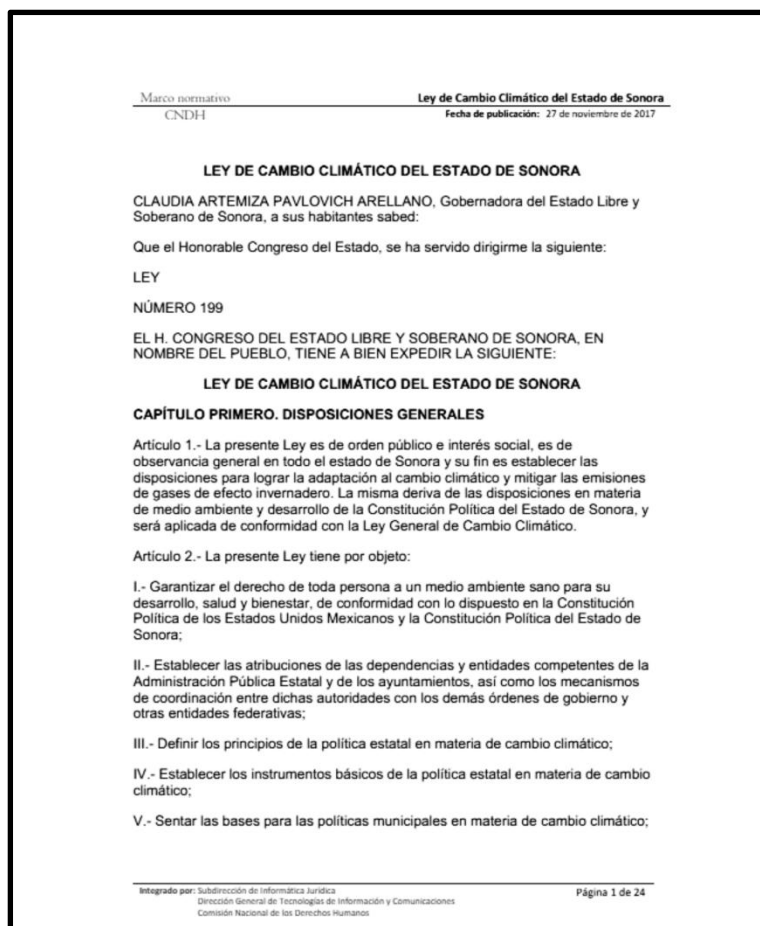 Marco normativo
Ley de Cambio Climático del Estado de Sonora
CNDH
Fecha de publicación: 27 de noviembre de 2017
LEY DE CAMBIO CLIMÁTICO DEL ESTADO DE SONORA
CLAUDIA ARTEMIZA PAVLOVICH ARELLANO, Gobernadora del Estado Libre y
Soberano de Sonora, a sus habitantes sabed:
Que el Honorable Congreso del Estado, se ha servido dirigirme la siguiente:
LEY
NÚMERO 199
EL H. CONGRESO DEL ESTADO LIBRE Y SOBERANO DE SONORA, EN
NOMBRE DEL PUEBLO, TIENE A BIEN EXPEDIR LA SIGUIENTE:
LEY DE CAMBIO CLIMÁTICO DEL ESTADO DE SONORA
CAPÍTULO PRIMERO. DISPOSICIONES GENERALES
Artículo 1.- La presente Ley es de orden público e interés social, es de
observancia general en todo el estado de Sonora y su fin es establecer las
disposiciones para lograr la adaptación al cambio climático y mitigar las emisiones
de gases de efecto invernadero. La misma deriva de las disposiciones en materia
de medio ambiente y desarrollo de la Constitución Política del Estado de Sonora, y
será aplicada de conformidad con la Ley General de Cambio Climático.
Artículo 2.- La presente Ley tiene por objeto:
I.- Garantizar el derecho de toda persona a un medio ambiente sano para su
desarrollo, salud y bienestar, de conformidad con lo dispuesto en la Constitución
Política de los Estados Unidos Mexicanos y la Constitución Política del Estado de
Sonora;
II.- Establecer las atribuciones de las dependencias y entidades competentes de la
Administración Pública Estatal y de los ayuntamientos, así como los mecanismos
de coordinación entre dichas autoridades con los demás órdenes de gobierno y
otras entidades federativas;
III.- Definir los principios de la política estatal en materia de cambio climático;
IV.- Establecer los instrumentos básicos de la política estatal en materia de cambio
climático;
V.- Sentar las bases para las políticas municipales en materia de cambio climático;
Integrado por: Subdirección de Informática Jurídica
Dirección General de Tecnologías de Información y Comunicaciones
Comisión Nacional de los Derechos Humanos
Página 1 de 24